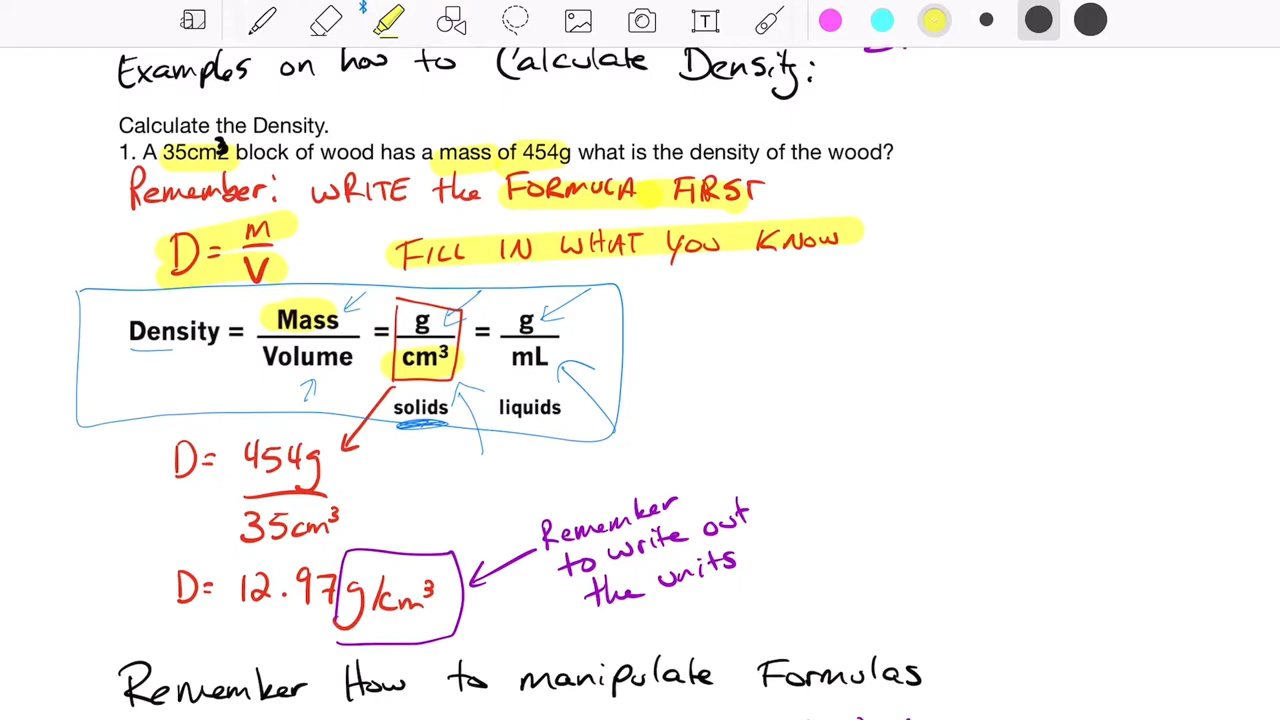 Examples on how to Calculate Density:
Calculate the Density.
1. A 35cm3 block of wood has a mass of 454g what is the density of the wood?
Remember: WRITE the FORMULA FIRST
D = m / V
FILL IN WHAT YOU KNOW
Density = Mass / Volume = g / cm³ = g / mL
solids liquids
D = 454g / 35cm³
D = 12.97 g/cm³
Remember
to write out
the units
Remember How to manipulate Formulas